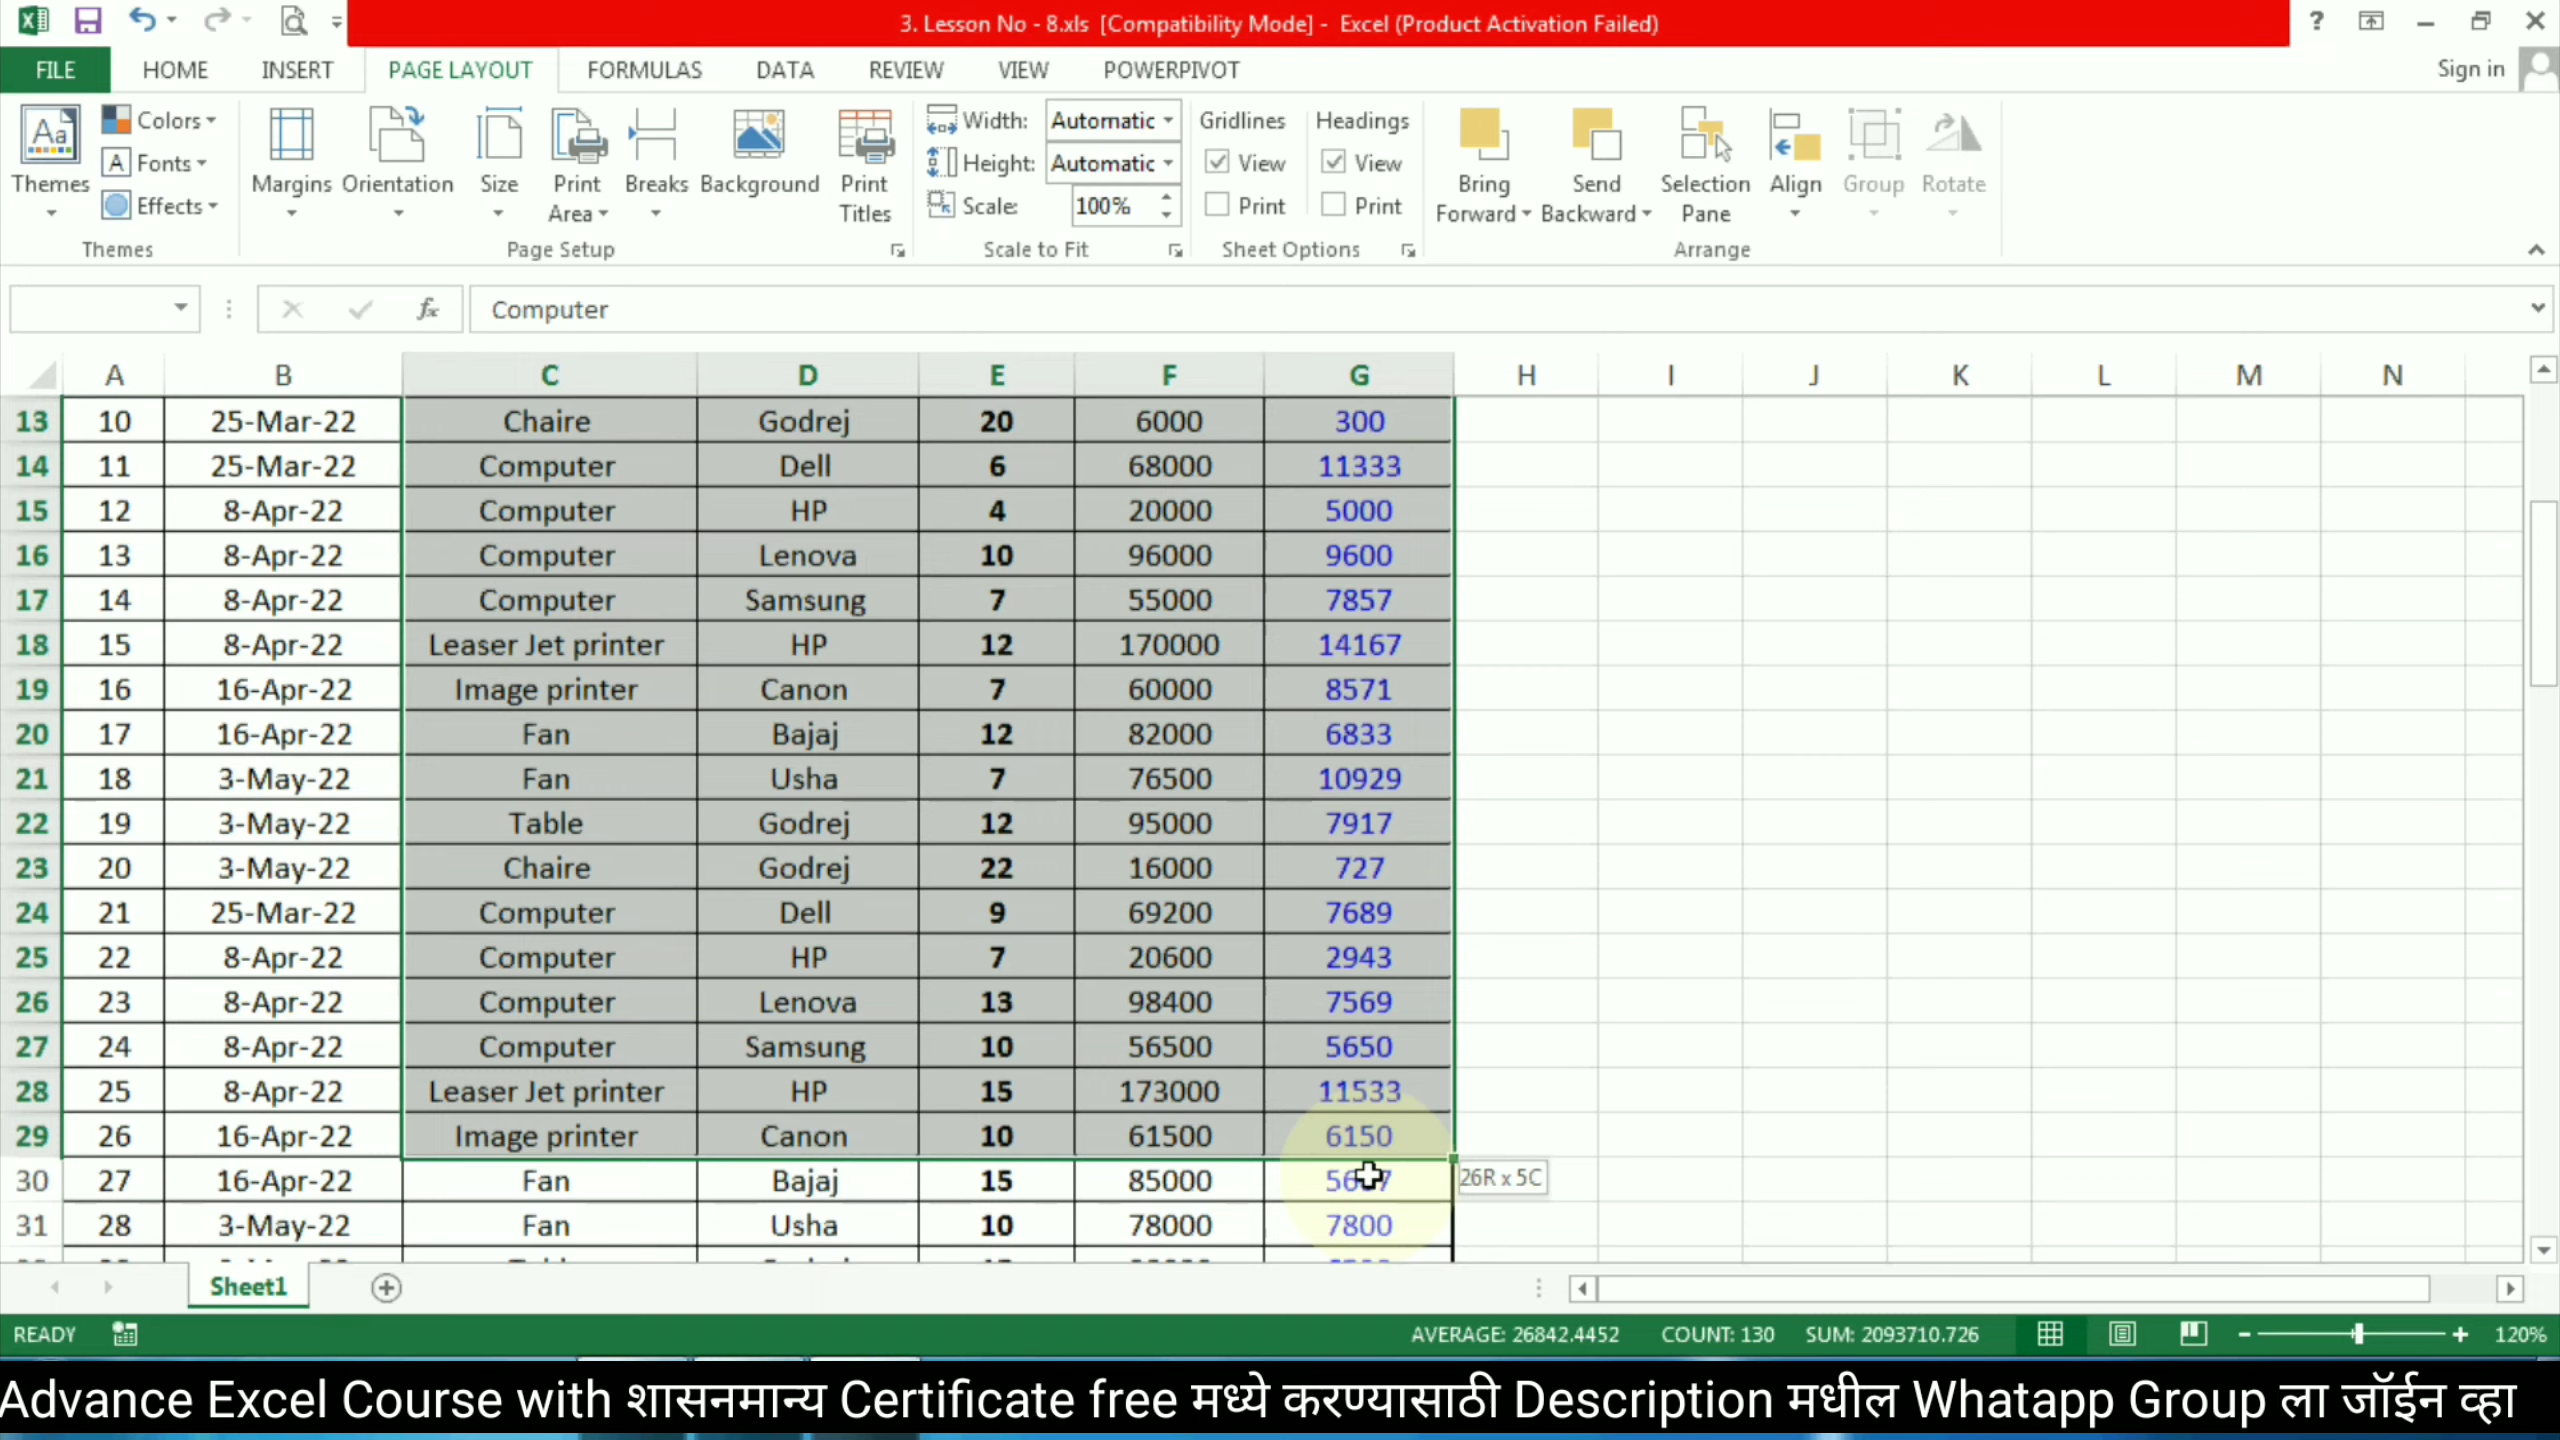 3. Lesson No - 8.xls [Compatibility Mode] - Excel (Product Activation Failed)
FILE HOME INSERT PAGE LAYOUT FORMULAS DATA REVIEW VIEW POWERPIVOT Sign in
Themes Colors Fonts Effects Themes
Margins Orientation Size Print Area Breaks Background Print Titles Page Setup
Width: Automatic Height: Automatic Scale: 100% Scale to Fit
Gridlines View Print Headings View Print Sheet Options
Bring Forward Send Backward Selection Pane Align Group Rotate Arrange
fx Computer
A B C D E F G H I J K L M N
13 10 25-Mar-22 Chaire Godrej 20 6000 300
14 11 25-Mar-22 Computer Dell 6 68000 11333
15 12 8-Apr-22 Computer HP 4 20000 5000
16 13 8-Apr-22 Computer Lenova 10 96000 9600
17 14 8-Apr-22 Computer Samsung 7 55000 7857
18 15 8-Apr-22 Leaser Jet printer HP 12 170000 14167
19 16 16-Apr-22 Image printer Canon 7 60000 8571
20 17 16-Apr-22 Fan Bajaj 12 82000 6833
21 18 3-May-22 Fan Usha 7 76500 10929
22 19 3-May-22 Table Godrej 12 95000 7917
23 20 3-May-22 Chaire Godrej 22 16000 727
24 21 25-Mar-22 Computer Dell 9 69200 7689
25 22 8-Apr-22 Computer HP 7 20600 2943
26 23 8-Apr-22 Computer Lenova 13 98400 7569
27 24 8-Apr-22 Computer Samsung 10 56500 5650
28 25 8-Apr-22 Leaser Jet printer HP 15 173000 11533
29 26 16-Apr-22 Image printer Canon 10 61500 6150
30 27 16-Apr-22 Fan Bajaj 15 85000
26R x 5C
31 28 3-May-22 Fan Usha 10 78000 7800
Sheet1
READY AVERAGE: 26842.4452 COUNT: 130 SUM: 2093710.726 120%
Advance Excel Course with शासनमान्य Certificate free मध्ये करण्यासाठी Description मधील Whatapp Group ला जॉईन व्हा